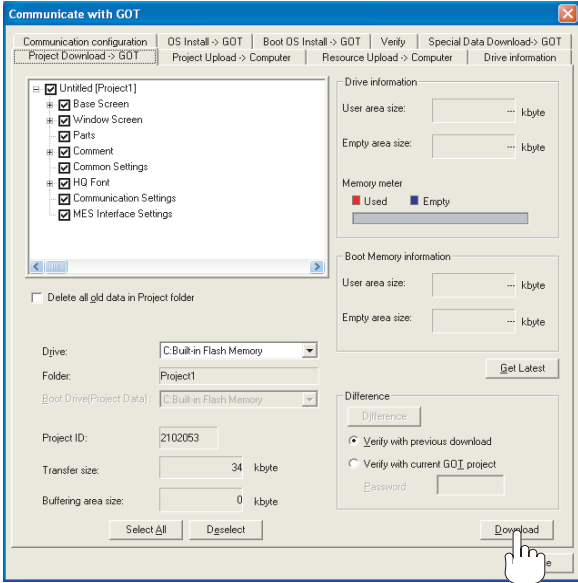 Communicate with GOT
Communication configuration OS Install -> GOT Boot OS Install -> GOT Verify Special Data Download-> GOT
Project Download -> GOT Project Upload -> Computer Resource Upload -> Computer Drive information
Untitled [Project1]
Base Screen
Window Screen
Parts
Comment
Common Settings
HQ Font
Communication Settings
MES Interface Settings
Delete all old data in Project folder
Drive: C:Built-in Flash Memory
Folder: Project1
Boot Drive(Project Data) : C:Built-in Flash Memory
Project ID: 2102053
Transfer size: 34 kbyte
Buffering area size: 0 kbyte
Select All Deselect
Drive information
User area size: --- kbyte
Empty area size: --- kbyte
Memory meter
Used Empty
Boot Memory information
User area size: --- kbyte
Empty area size: --- kbyte
Get Latest
Difference
Difference
Verify with previous download
Verify with current GOT project
Password:
Download